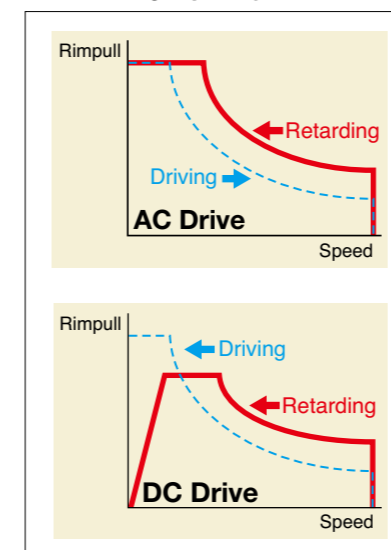 Rimpull
Retarding
Driving
AC Drive
Speed
Rimpull
Driving
Retarding
DC Drive
Speed